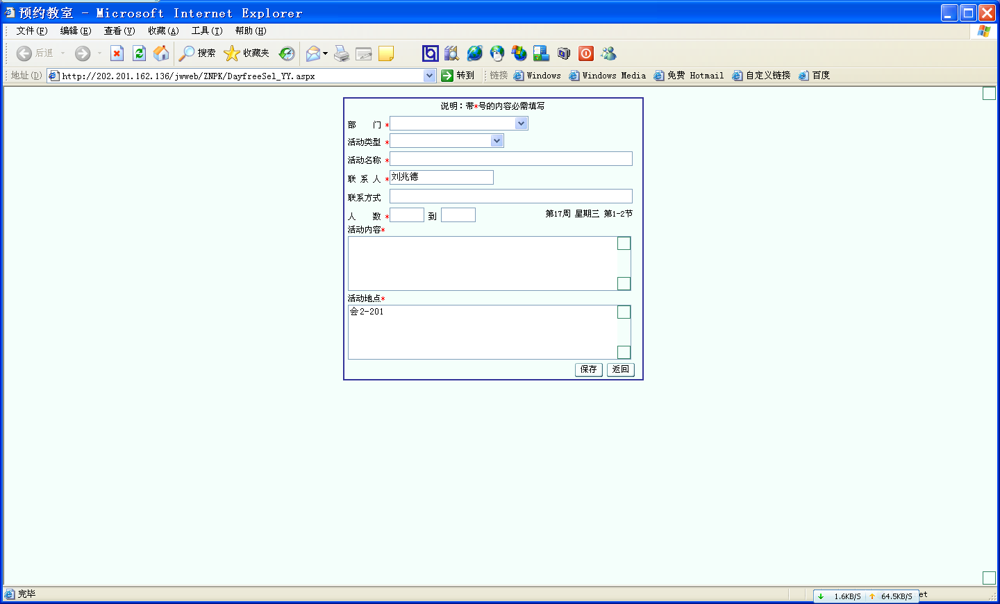 预约教室 - Microsoft Internet Explorer
文件(F) 编辑(E) 查看(V) 收藏(A) 工具(T) 帮助(H)
后退 搜索 收藏夹
地址(D) http://202.201.162.136/jwweb/ZNPK/DayfreeSel_YY.aspx 转到 链接 Windows Windows Media 免费 Hotmail 自定义链接 百度
说明：带*号的内容必需填写
部 门 *
活动类型 *
活动名称 *
联 系 人 * 刘兆德
联系方式
人 数 * 到 第17周 星期三 第1-2节
活动内容*
活动地点*
会2-201
保存 返回
完毕 1.6KB/S 64.5KB/S et